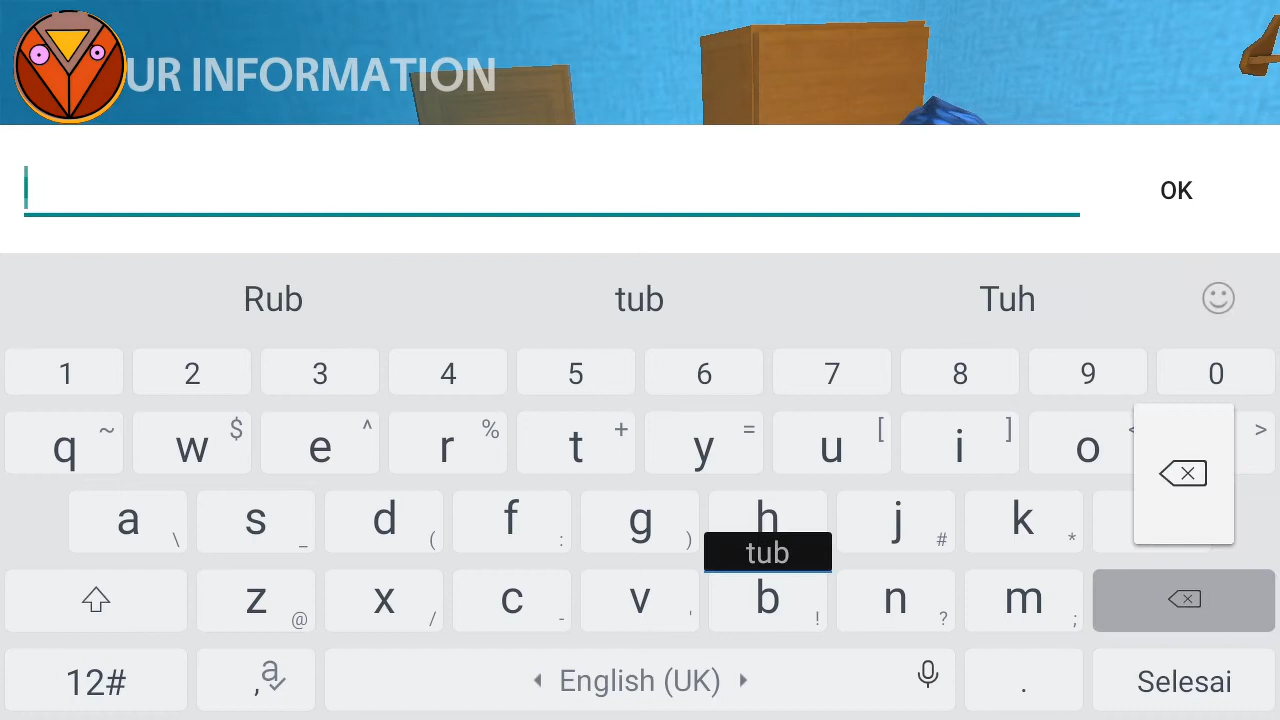 UR INFORMATION
OK
Rub tub Tuh
1 2 3 4 5 6 7 8 9 0
q ~ w $ e ^ r % t + y = u [ i ] o < >
a \ s _ d ( f : g ) h j # k *
tub
z @ x / c - v ' b ! n ? m ;
12# , a English (UK) . Selesai